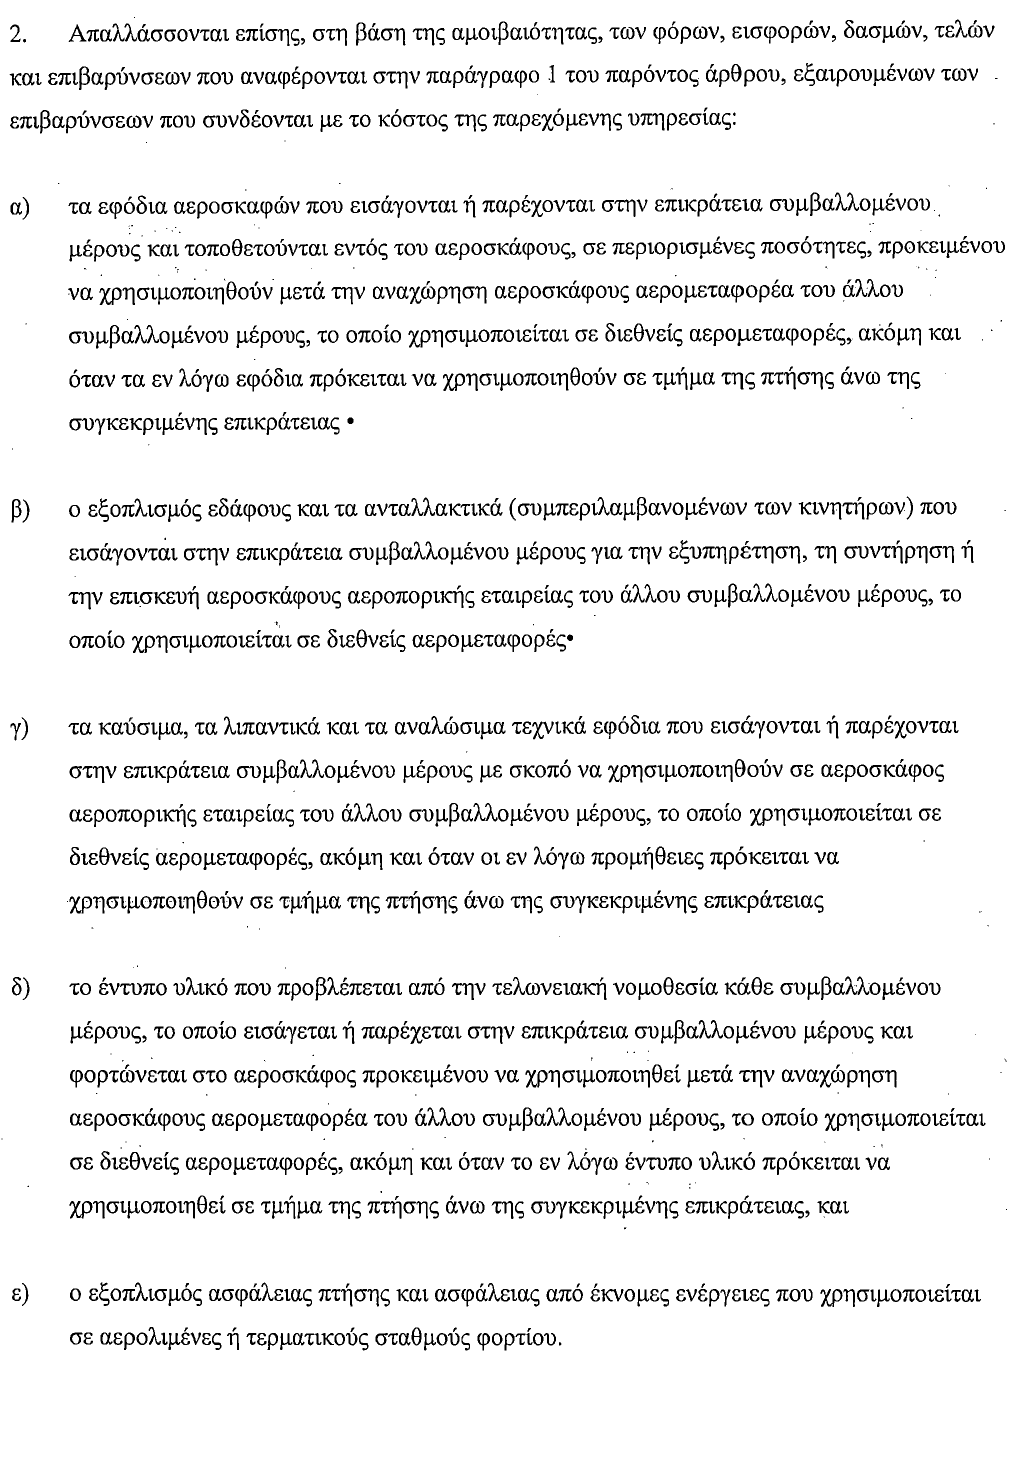 2. Απαλλάσσονται επίσης, στη βάση της αμοιβαιότητας, των φόρων, εισφορών, δασμών, τελών
και επιβαρύνσεων που αναφέρονται στην παράγραφο 1 του παρόντος άρθρου, εξαιρουμένων των
επιβαρύνσεων που συνδέονται με το κόστος της παρεχόμενης υπηρεσίας:
α) τα εφόδια αεροσκαφών που εισάγονται ή παρέχονται στην επικράτεια συμβαλλομένου
μέρους και τοποθετούνται εντός του αεροσκάφους, σε περιορισμένες ποσότητες, προκειμένου
να χρησιμοποιηθούν μετά την αναχώρηση αεροσκάφους αερομεταφορέα του άλλου
συμβαλλομένου μέρους, το οποίο χρησιμοποιείται σε διεθνείς αερομεταφορές, ακόμη και
όταν τα εν λόγω εφόδια πρόκειται να χρησιμοποιηθούν σε τμήμα της πτήσης άνω της
συγκεκριμένης επικράτειας •
β) ο εξοπλισμός εδάφους και τα ανταλλακτικά (συμπεριλαμβανομένων των κινητήρων) που
εισάγονται στην επικράτεια συμβαλλομένου μέρους για την εξυπηρέτηση, τη συντήρηση ή
την επισκευή αεροσκάφους αεροπορικής εταιρείας του άλλου συμβαλλομένου μέρους, το
οποίο χρησιμοποιείται σε διεθνείς αερομεταφορές•
γ) τα καύσιμα, τα λιπαντικά και τα αναλώσιμα τεχνικά εφόδια που εισάγονται ή παρέχονται
στην επικράτεια συμβαλλομένου μέρους με σκοπό να χρησιμοποιηθούν σε αεροσκάφος
αεροπορικής εταιρείας του άλλου συμβαλλομένου μέρους, το οποίο χρησιμοποιείται σε
διεθνείς αερομεταφορές, ακόμη και όταν οι εν λόγω προμήθειες πρόκειται να
χρησιμοποιηθούν σε τμήμα της πτήσης άνω της συγκεκριμένης επικράτειας
δ) το έντυπο υλικό που προβλέπεται από την τελωνειακή νομοθεσία κάθε συμβαλλομένου
μέρους, το οποίο εισάγεται ή παρέχεται στην επικράτεια συμβαλλομένου μέρους και
φορτώνεται στο αεροσκάφος προκειμένου να χρησιμοποιηθεί μετά την αναχώρηση
αεροσκάφους αερομεταφορέα του άλλου συμβαλλομένου μέρους, το οποίο χρησιμοποιείται
σε διεθνείς αερομεταφορές, ακόμη και όταν το εν λόγω έντυπο υλικό πρόκειται να
χρησιμοποιηθεί σε τμήμα της πτήσης άνω της συγκεκριμένης επικράτειας, και
ε) ο εξοπλισμός ασφάλειας πτήσης και ασφάλειας από έκνομες ενέργειες που χρησιμοποιείται
σε αερολιμένες ή τερματικούς σταθμούς φορτίου.